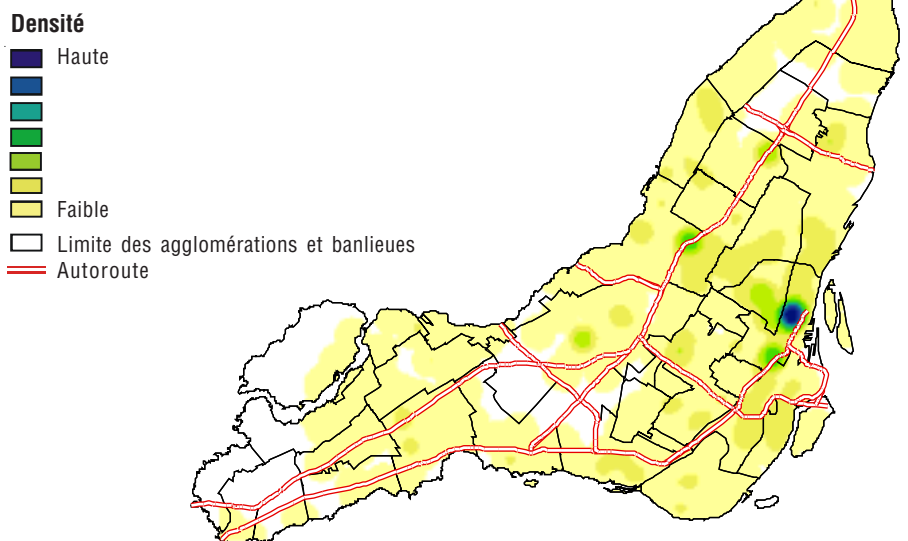 Densité
Haute
Faible
Limite des agglomérations et banlieues
Autoroute